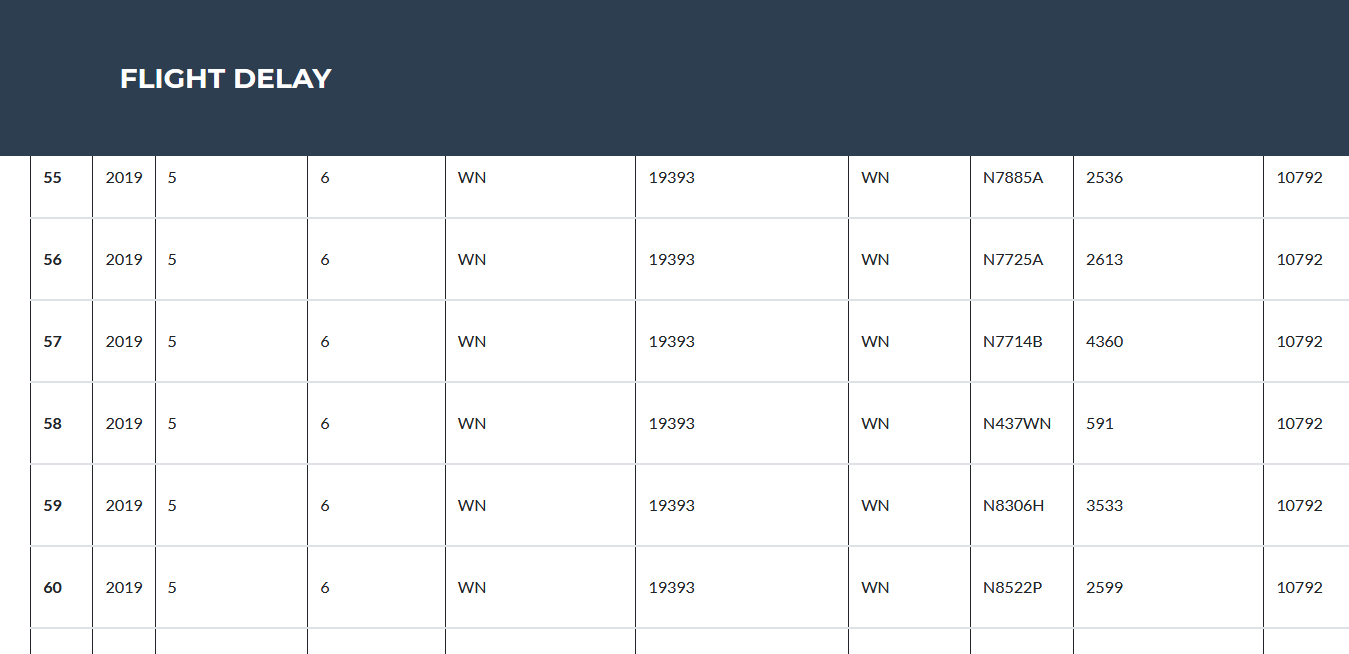 FLIGHT DELAY
55 2019 5 6 WN 19393 WN N7885A 2536 10792
56 2019 5 6 WN 19393 WN N7725A 2613 10792
57 2019 5 6 WN 19393 WN N7714B 4360 10792
58 2019 5 6 WN 19393 WN N437WN 591 10792
59 2019 5 6 WN 19393 WN N8306H 3533 10792
60 2019 5 6 WN 19393 WN N8522P 2599 10792